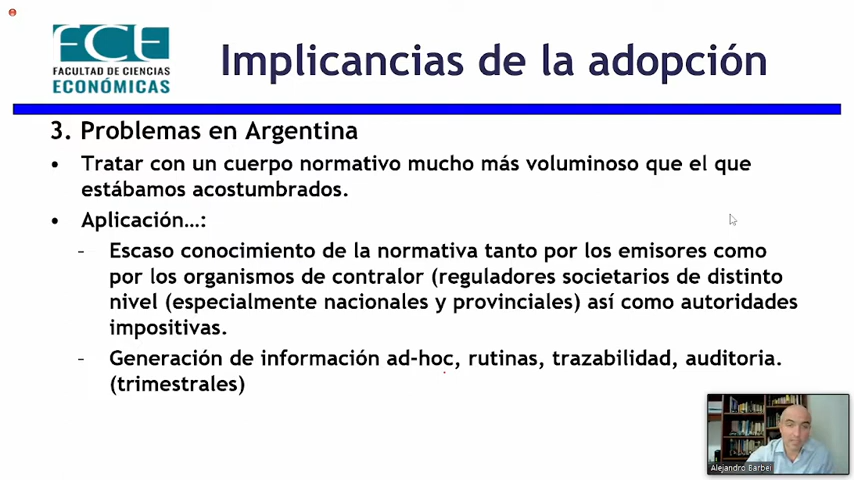 FCE
FACULTAD DE CIENCIAS
ECONÓMICAS
Implicancias de la adopción
3. Problemas en Argentina
• Tratar con un cuerpo normativo mucho más voluminoso que el que
estábamos acostumbrados.
• Aplicación…:
– Escaso conocimiento de la normativa tanto por los emisores como
por los organismos de contralor (reguladores societarios de distinto
nivel (especialmente nacionales y provinciales) así como autoridades
impositivas.
– Generación de información ad-hoc, rutinas, trazabilidad, auditoria.
(trimestrales)
Alejandro Barbei